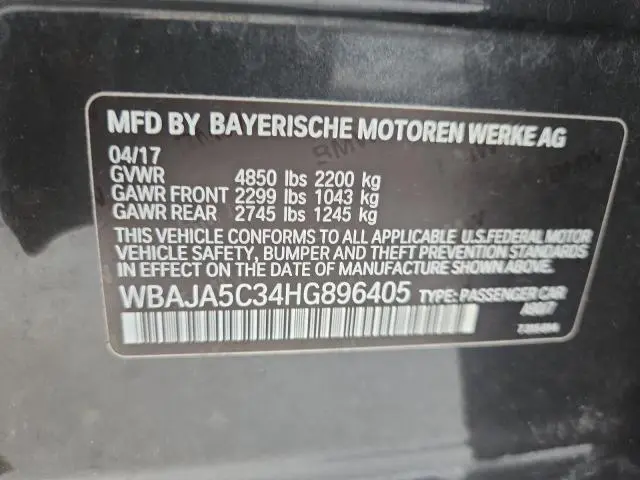 MFD BY BAYERISCHE MOTOREN WERKE AG
04/17
GVWR 4850 lbs 2200 kg
GAWR FRONT 2299 lbs 1043 kg
GAWR REAR 2745 lbs 1245 kg
THIS VEHICLE CONFORMS TO ALL APPLICABLE U.S.FEDERAL MOTOR
VEHICLE SAFETY, BUMPER AND THEFT PREVENTION STANDARDS
IN EFFECT ON THE DATE OF MANUFACTURE SHOWN ABOVE.
WBAJA5C34HG896405 TYPE: PASSENGER CAR